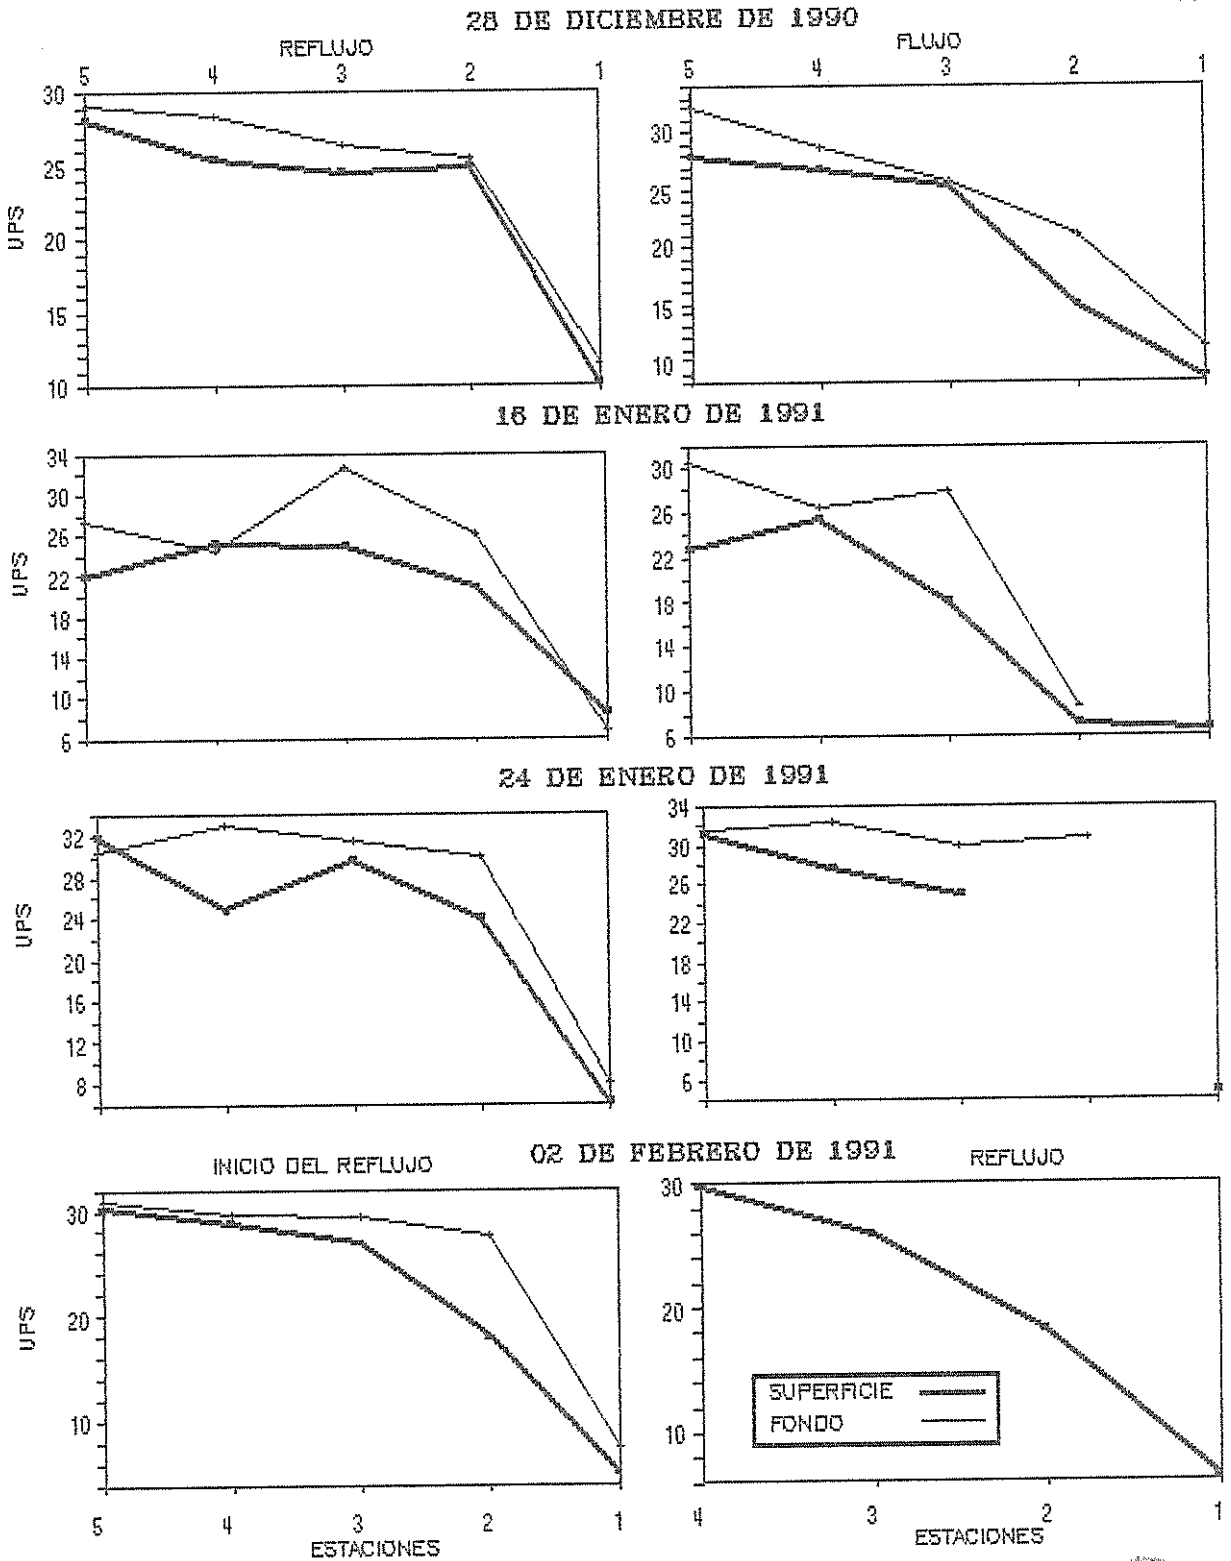 28 DE DICIEMBRE DE 1990
REFLUJO
FLUJO
5 4 3 2 1
5 4 3 2 1
UPS
30
25
20
15
10
30
25
20
15
10
16 DE ENERO DE 1991
UPS
34
30
26
22
18
14
10
6
30
26
22
18
14
10
6
24 DE ENERO DE 1991
UPS
32
28
24
20
16
12
8
34
30
26
22
18
14
10
6
02 DE FEBRERO DE 1991
INICIO DEL REFLUJO
REFLUJO
UPS
30
20
10
30
20
10
SUPERFICIE
FONDO
5 4 3 2 1
4 3 2 1
ESTACIONES
ESTACIONES